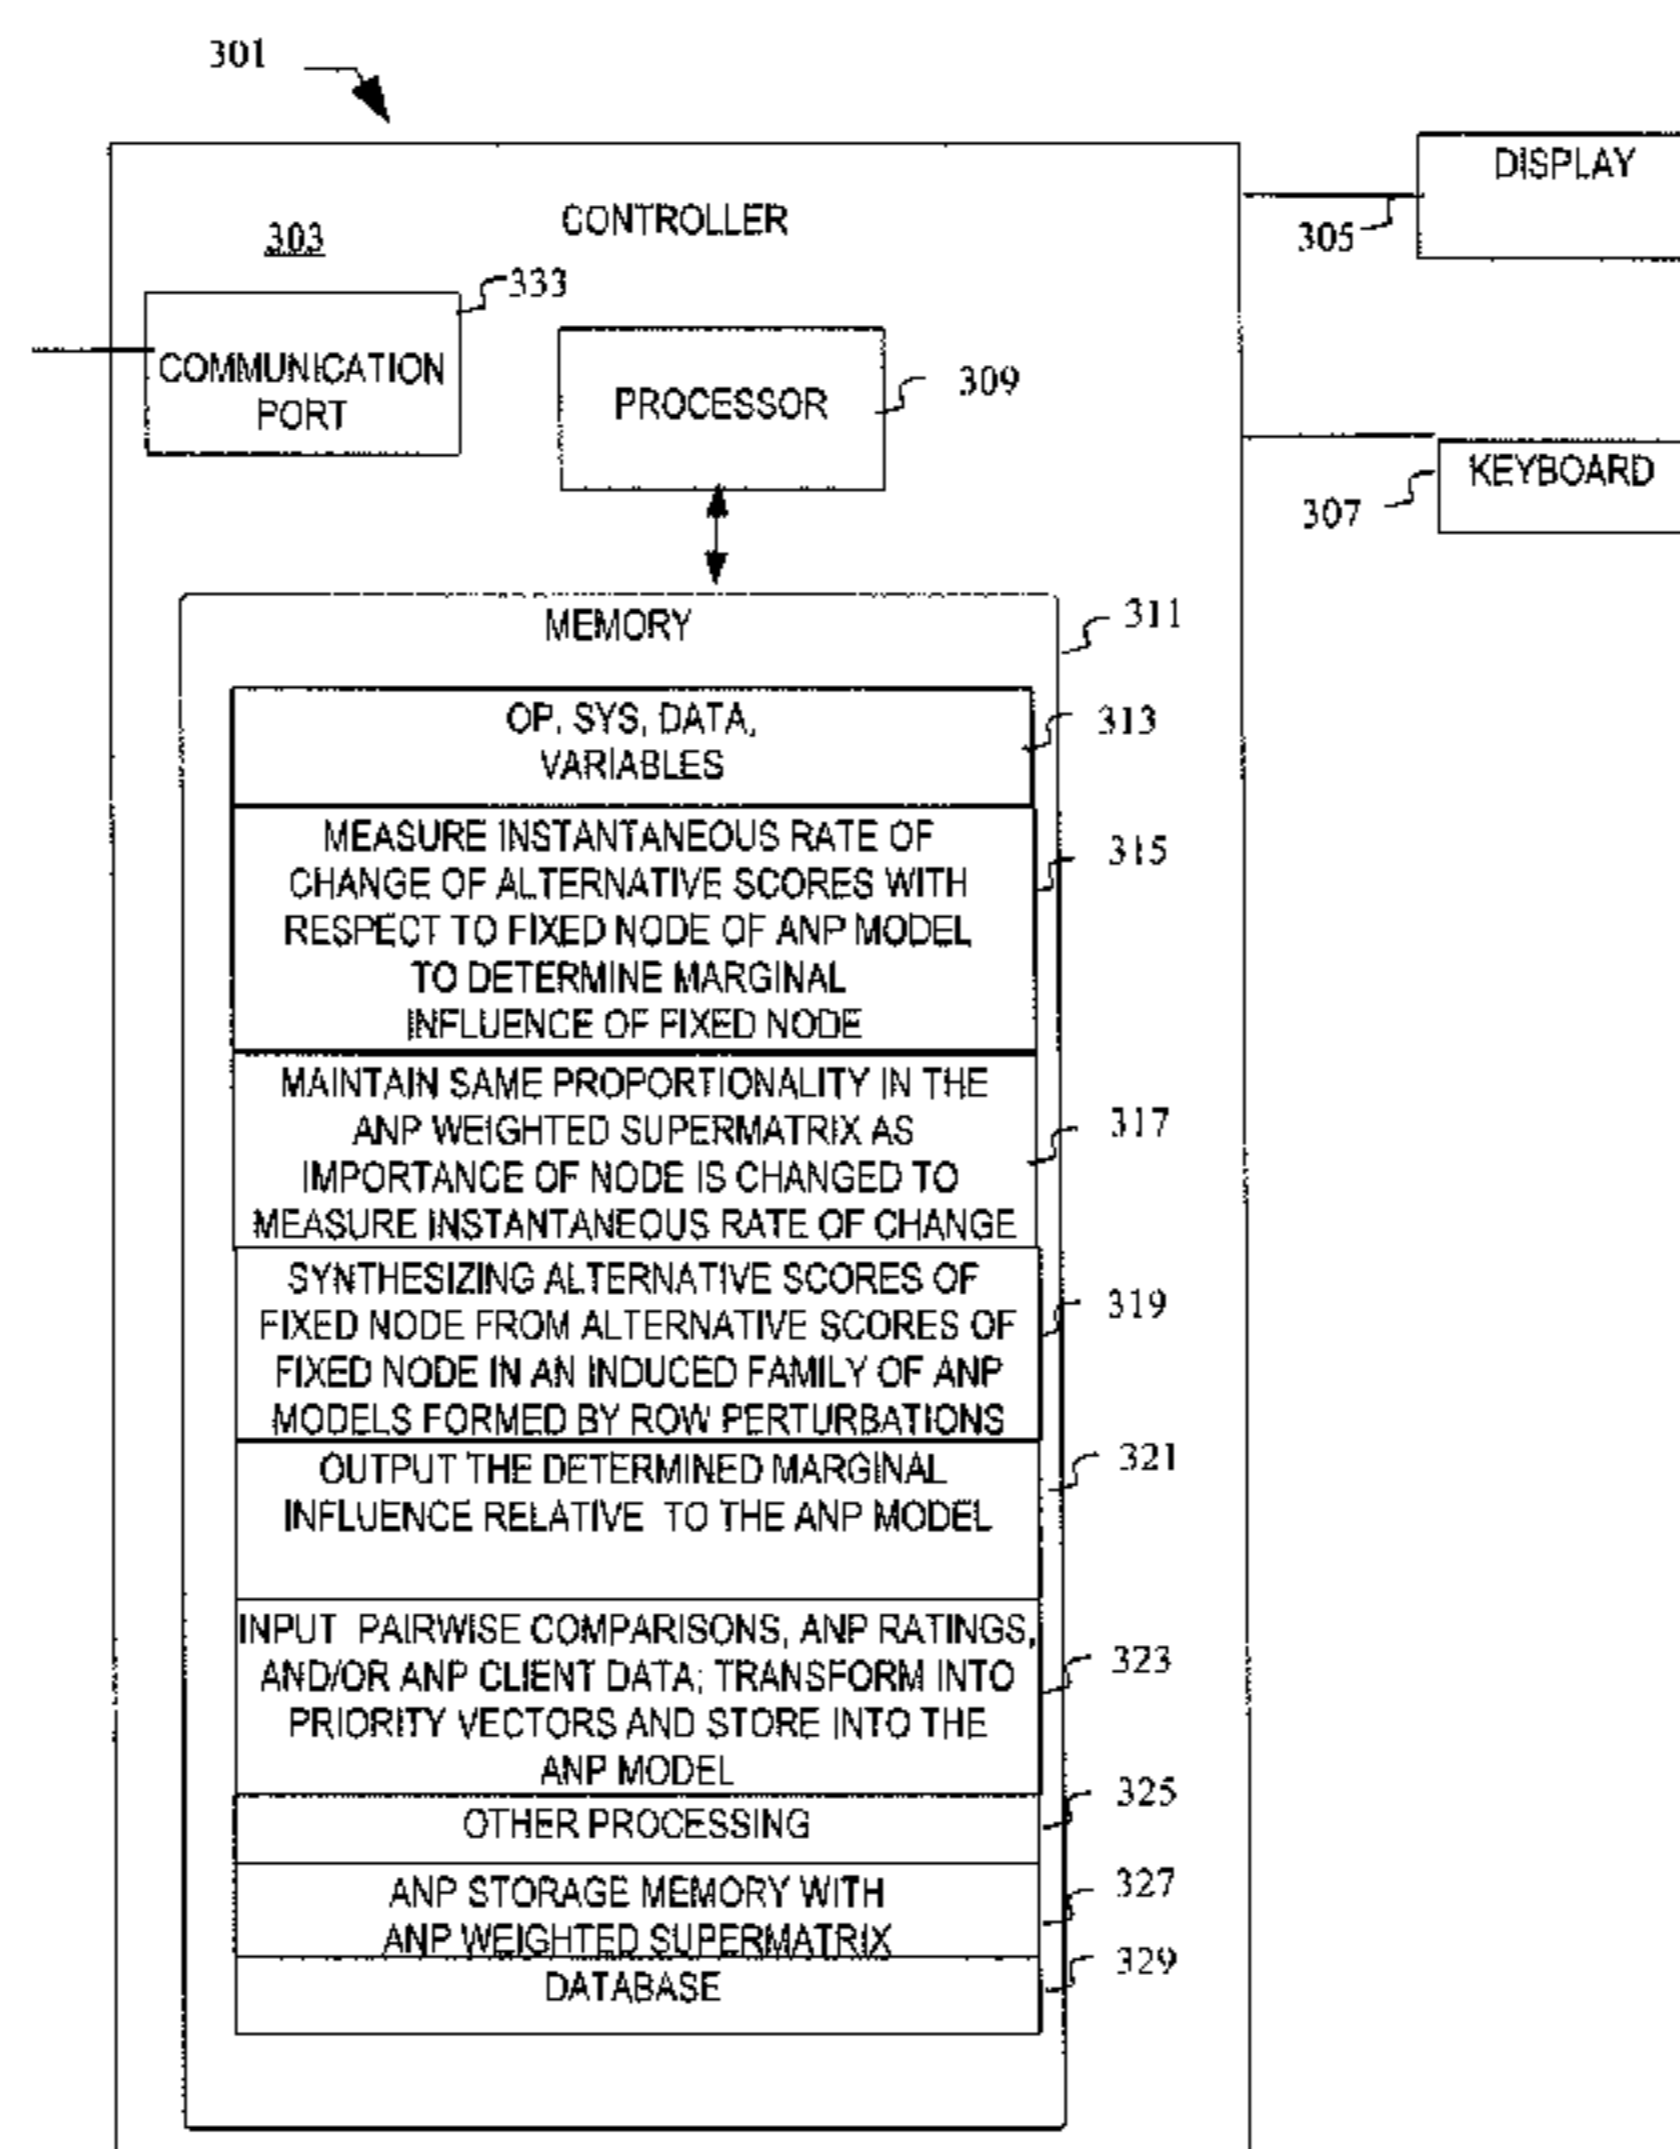 301
DISPLAY
CONTROLLER
303
305
333
COMMUNICATION
PORT
PROCESSOR
309
KEYBOARD
307
MEMORY
311
OP, SYS, DATA,
VARIABLES
313
MEASURE INSTANTANEOUS RATE OF
CHANGE OF ALTERNATIVE SCORES WITH
RESPECT TO FIXED NODE OF ANP MODEL
TO DETERMINE MARGINAL
INFLUENCE OF FIXED NODE
315
MAINTAIN SAME PROPORTIONALITY IN THE
ANP WEIGHTED SUPERMATRIX AS
IMPORTANCE OF NODE IS CHANGED TO
MEASURE INSTANTANEOUS RATE OF CHANGE
317
SYNTHESIZING ALTERNATIVE SCORES OF
FIXED NODE FROM ALTERNATIVE SCORES OF
FIXED NODE IN AN INDUCED FAMILY OF ANP
MODELS FORMED BY ROW PERTURBATIONS
319
OUTPUT THE DETERMINED MARGINAL
INFLUENCE RELATIVE TO THE ANP MODEL
321
INPUT PAIRWISE COMPARISONS, ANP RATINGS,
AND/OR ANP CLIENT DATA; TRANSFORM INTO
PRIORITY VECTORS AND STORE INTO THE
ANP MODEL
323
OTHER PROCESSING
325
ANP STORAGE MEMORY WITH
ANP WEIGHTED SUPERMATRIX
327
DATABASE
329